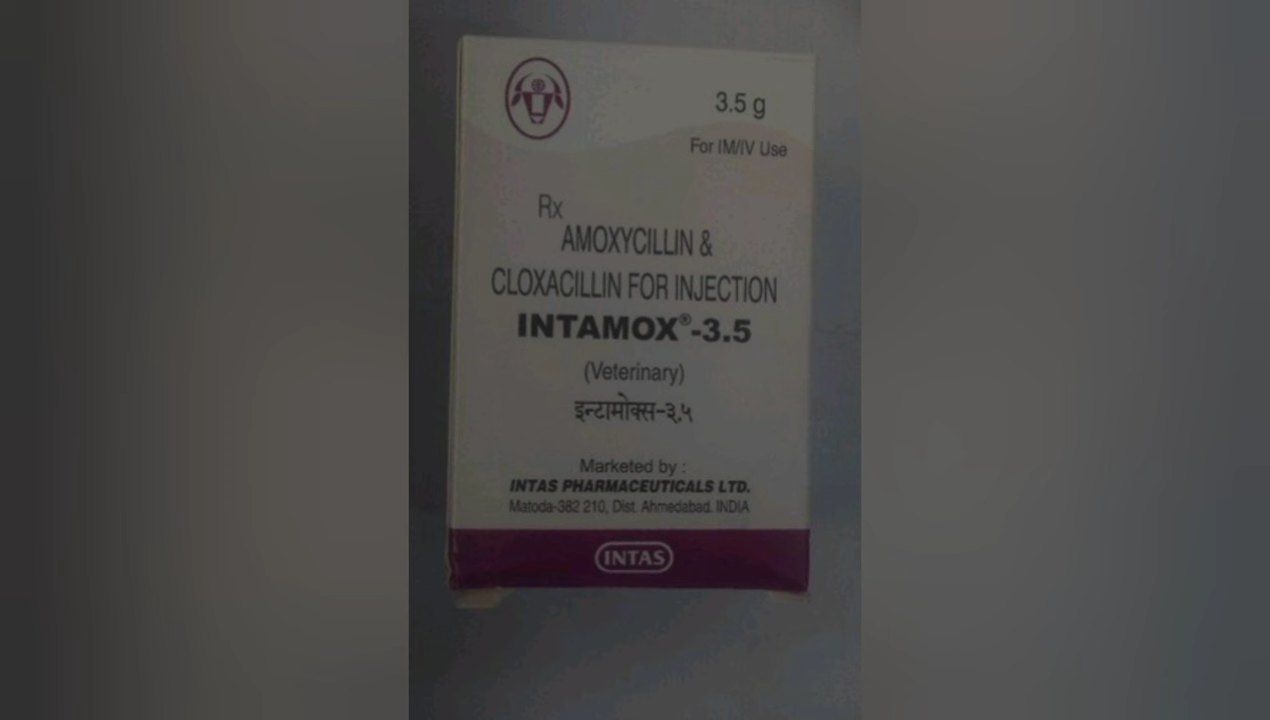 3.5 g
For IM/IV Use
Rx
AMOXYCILLIN &
CLOXACILLIN FOR INJECTION
INTAMOX®-3.5
(Veterinary)
इन्टामोक्स-३.५
Marketed by :
INTAS PHARMACEUTICALS LTD.
Matoda-382 210, Dist. Ahmedabad. INDIA
INTAS